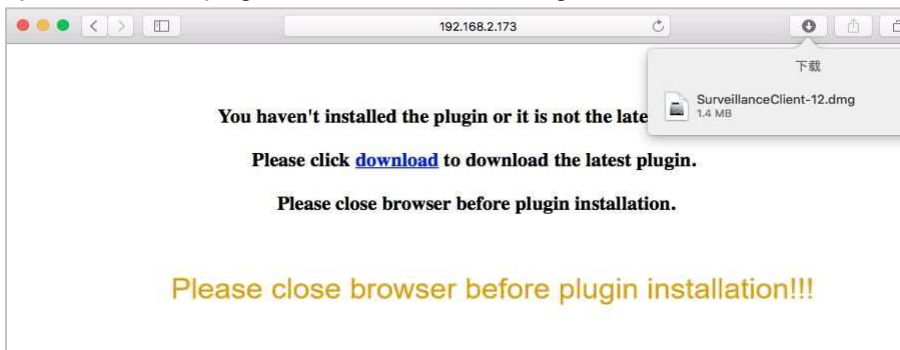 192.168.2.173
下载
SurveillanceClient-12.dmg
1.4 MB
You haven't installed the plugin or it is not the late
Please click download to download the latest plugin.
Please close browser before plugin installation.
Please close browser before plugin installation!!!